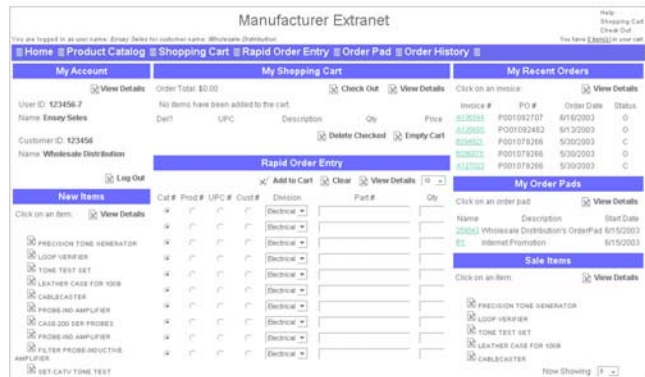 Manufacturer Extranet
Help
Shopping Cart
Check Out
You are logged in as user name: Ensey Seles for customer name: Wholesale Distribution.
You have 0 item(s) in your cart
Home Product Catalog Shopping Cart Rapid Order Entry Order Pad Order History
My Account
View Details
User ID: 123456-7
Name: Ensey Seles
Customer ID: 123456
Name: Wholesale Distribution
Log Out
New Items
Click on an item: View Details
PRECISION TONE GENERATOR
LOOP VERIFIER
TONE TEST SET
LEATHER CASE FOR 100B
CABLECASTER
PROBE-IND AMPLIFIER
CASE-200 SER PROBES
PROBE-IND AMPLIFIER
FILTER PROBE-INDUCTIVE
AMPLIFIER
SET-CATV TONE TEST
My Shopping Cart
Order Total: $0.00 Check Out View Details
No items have been added to the cart.
Del? UPC Description Qty Price
Delete Checked Empty Cart
Rapid Order Entry
Add to Cart Clear View Details 10
Cat # Prod # UPC # Cust # Division Part # Qty
Electrical
Electrical
Electrical
Electrical
Electrical
Electrical
Electrical
Electrical
Electrical
Electrical
My Recent Orders
Click on an invoice: View Details
Invoice # PO # Order Date Status
P001092707 6/16/2003 O
P001092482 6/13/2003 O
P001078266 5/30/2003 C
P001078266 5/30/2003 C
P001078266 5/30/2003 C
My Order Pads
Click on an order pad: View Details
Name Description Start Date
Wholesale Distribution's OrderPad 6/15/2003
R1 Internet Promotion 6/15/2003
Sale Items
Click on an item: View Details
PRECISION TONE GENERATOR
LOOP VERIFIER
TONE TEST SET
LEATHER CASE FOR 100B
CABLECASTER
Now Showing